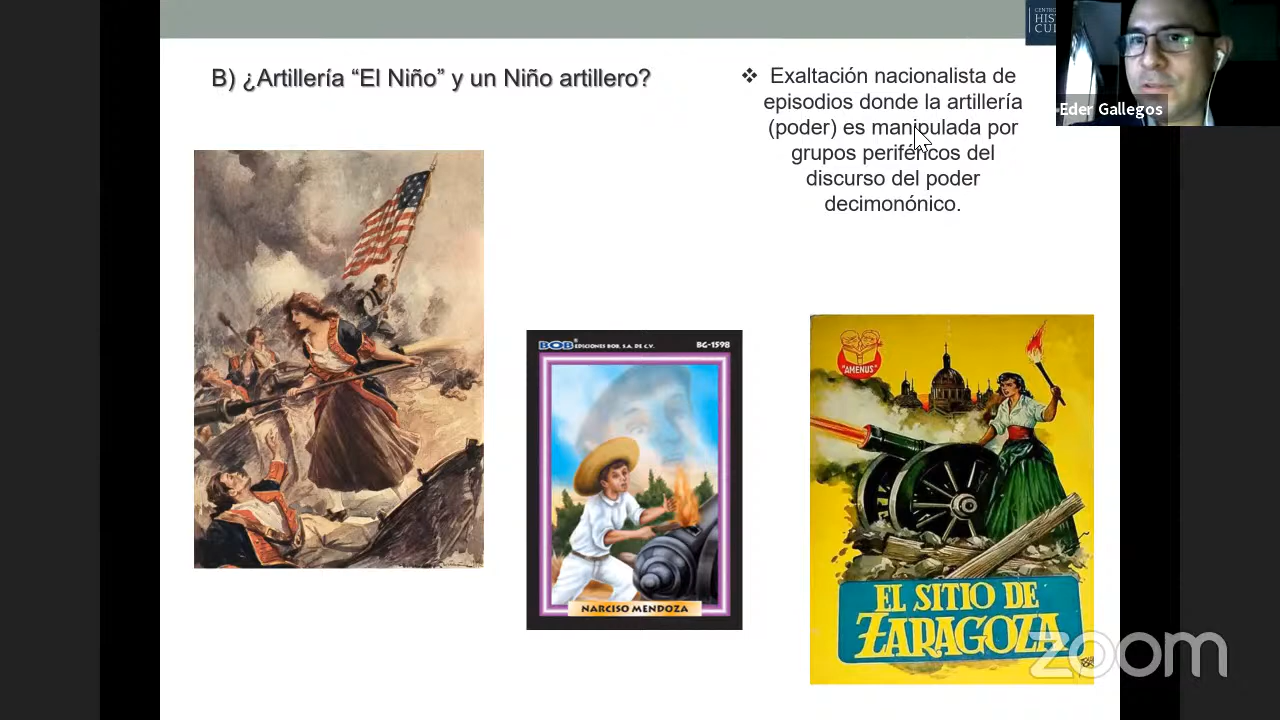 B) ¿Artillería “El Niño” y un Niño artillero?
❖ Exaltación nacionalista de
episodios donde la artillería
(poder) es manipulada por
grupos periféricos del
discurso del poder
decimonónico.
Eder Gallegos
BOB EDICIONES BOB, S.A. DE C.V. BG-1598
NARCISO MENDOZA
"AMENUS"
EL SITIO DE
ZARAGOZA
zoom